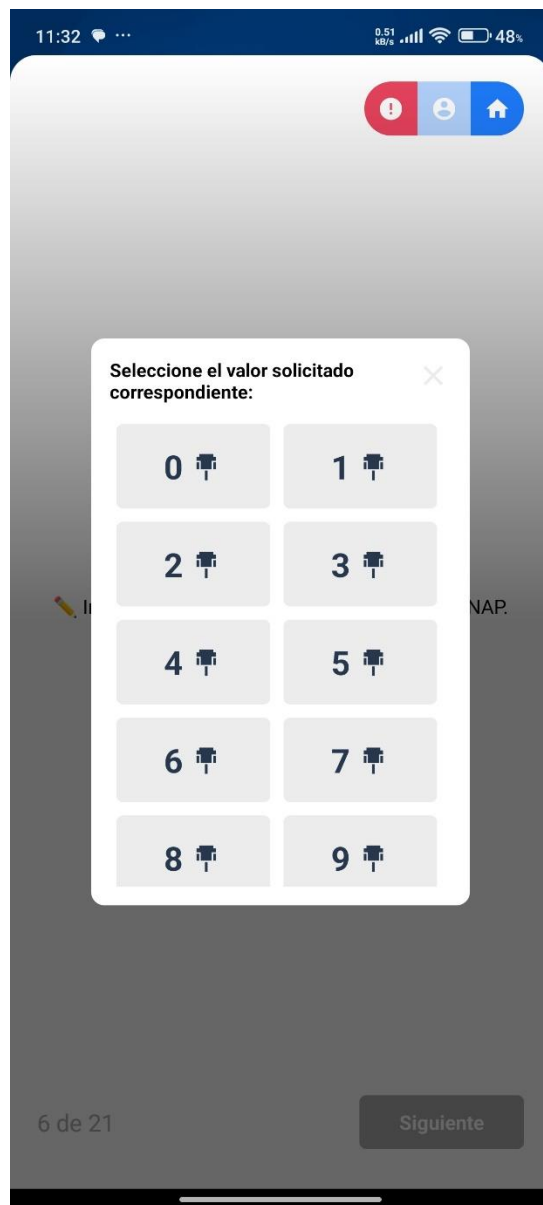 11:32
0.51
kB/s
48%
Seleccione el valor solicitado
correspondiente:
0
1
2
3
4
5
NAP.
6
7
8
9
6 de 21
Siguiente